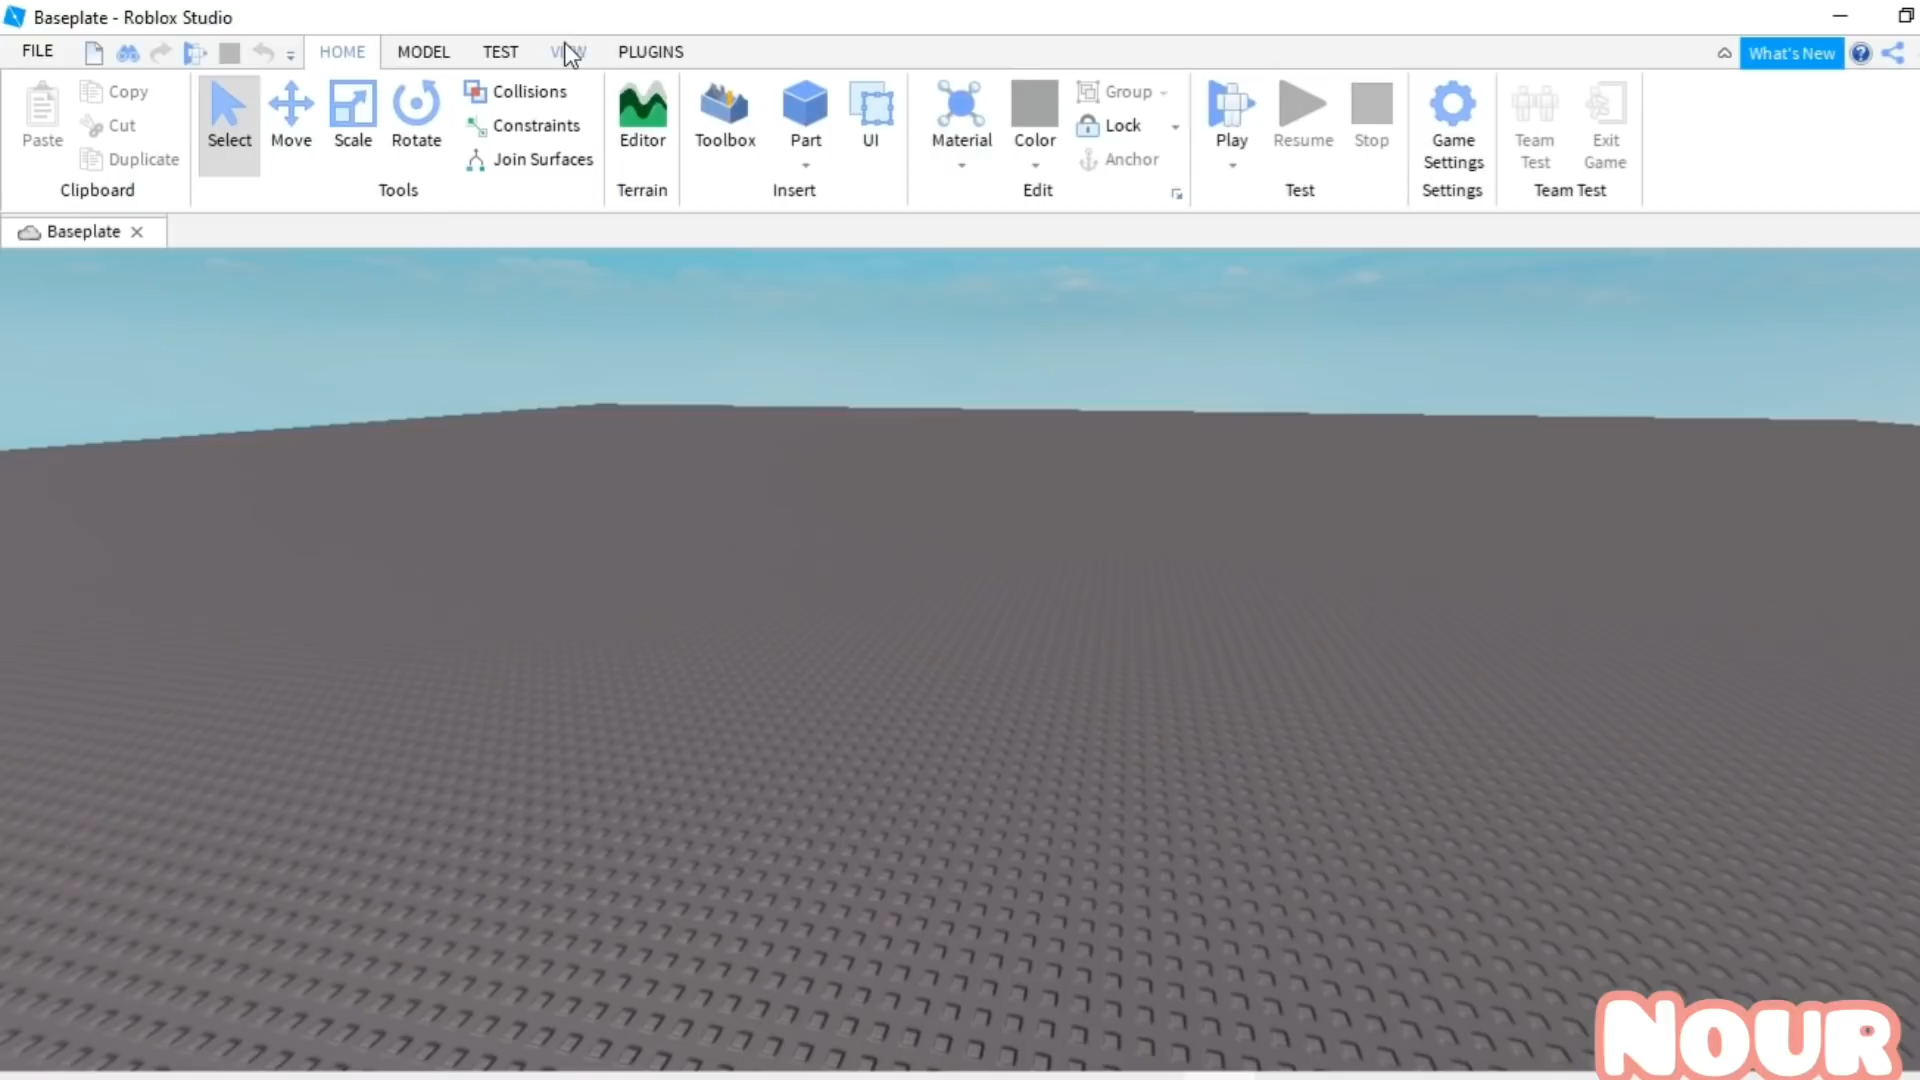 Baseplate - Roblox Studio
FILE HOME MODEL TEST VIEW PLUGINS What's New
Paste Copy Cut Duplicate
Select Move Scale Rotate Collisions Constraints Join Surfaces
Editor Toolbox Part UI
Material Color Group Lock Anchor
Play Resume Stop Game Settings Team Test Exit Game
Clipboard Tools Terrain Insert Edit Test Settings Team Test
Baseplate
NOUR